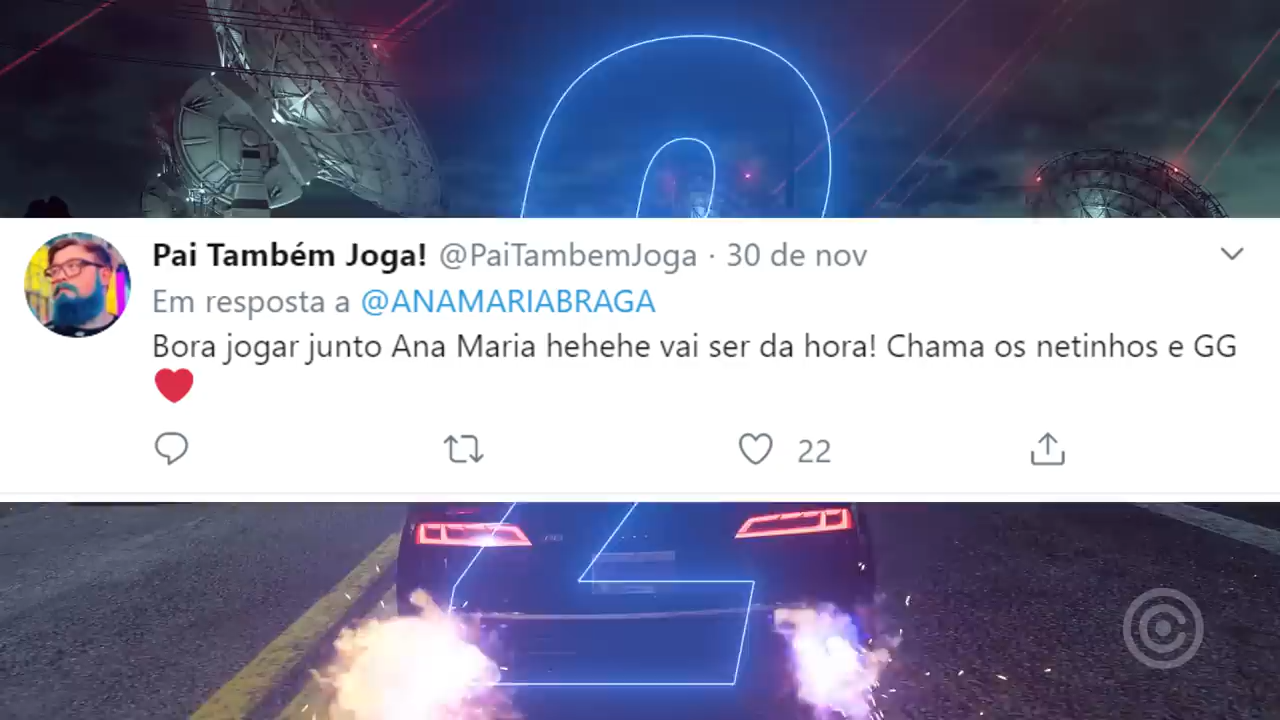 Pai Também Joga! @PaiTambemJoga · 30 de nov
Em resposta a @ANAMARIABRAGA
Bora jogar junto Ana Maria hehehe vai ser da hora! Chama os netinhos e GG
❤
22